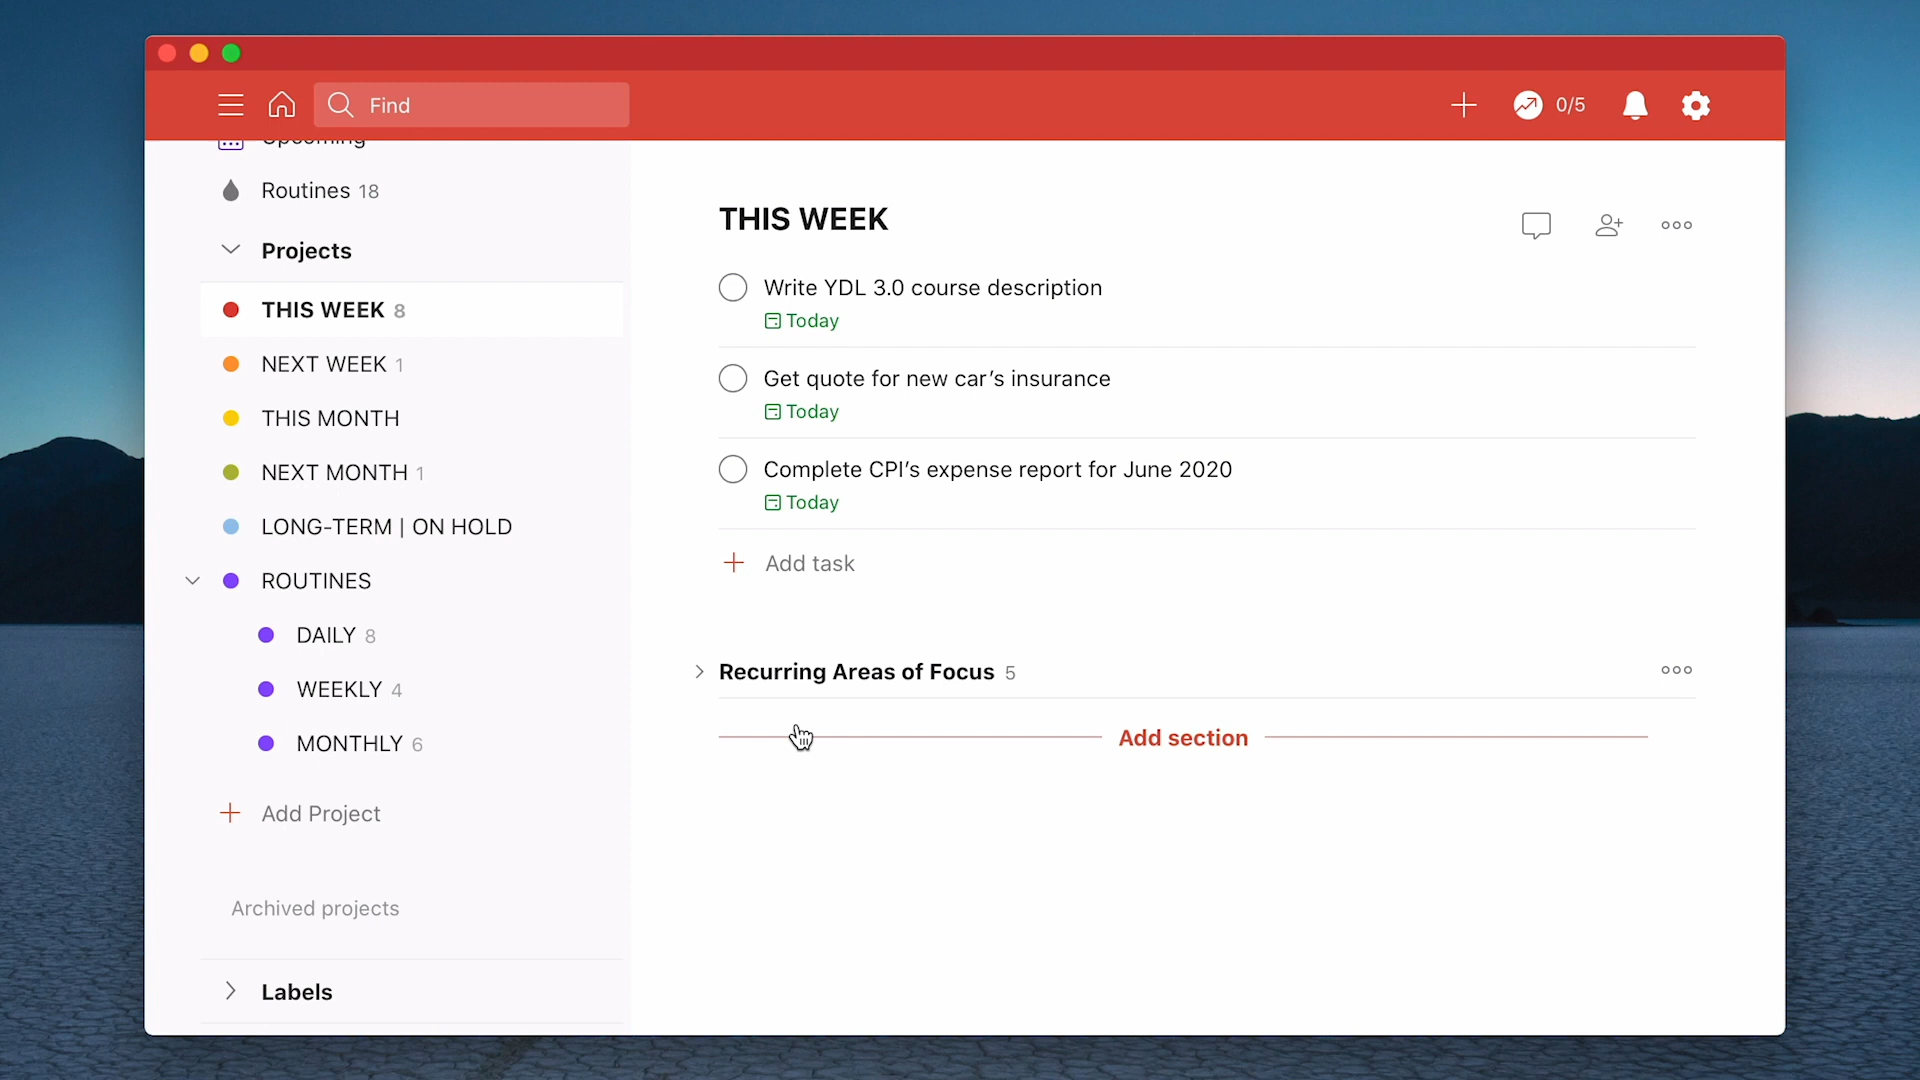 Find
0/5
Upcoming
Routines 18
Projects
THIS WEEK 8
NEXT WEEK 1
THIS MONTH
NEXT MONTH 1
LONG-TERM | ON HOLD
ROUTINES
DAILY 8
WEEKLY 4
MONTHLY 6
Add Project
Archived projects
Labels
THIS WEEK
Write YDL 3.0 course description
Today
Get quote for new car’s insurance
Today
Complete CPI’s expense report for June 2020
Today
Add task
Recurring Areas of Focus 5
Add section